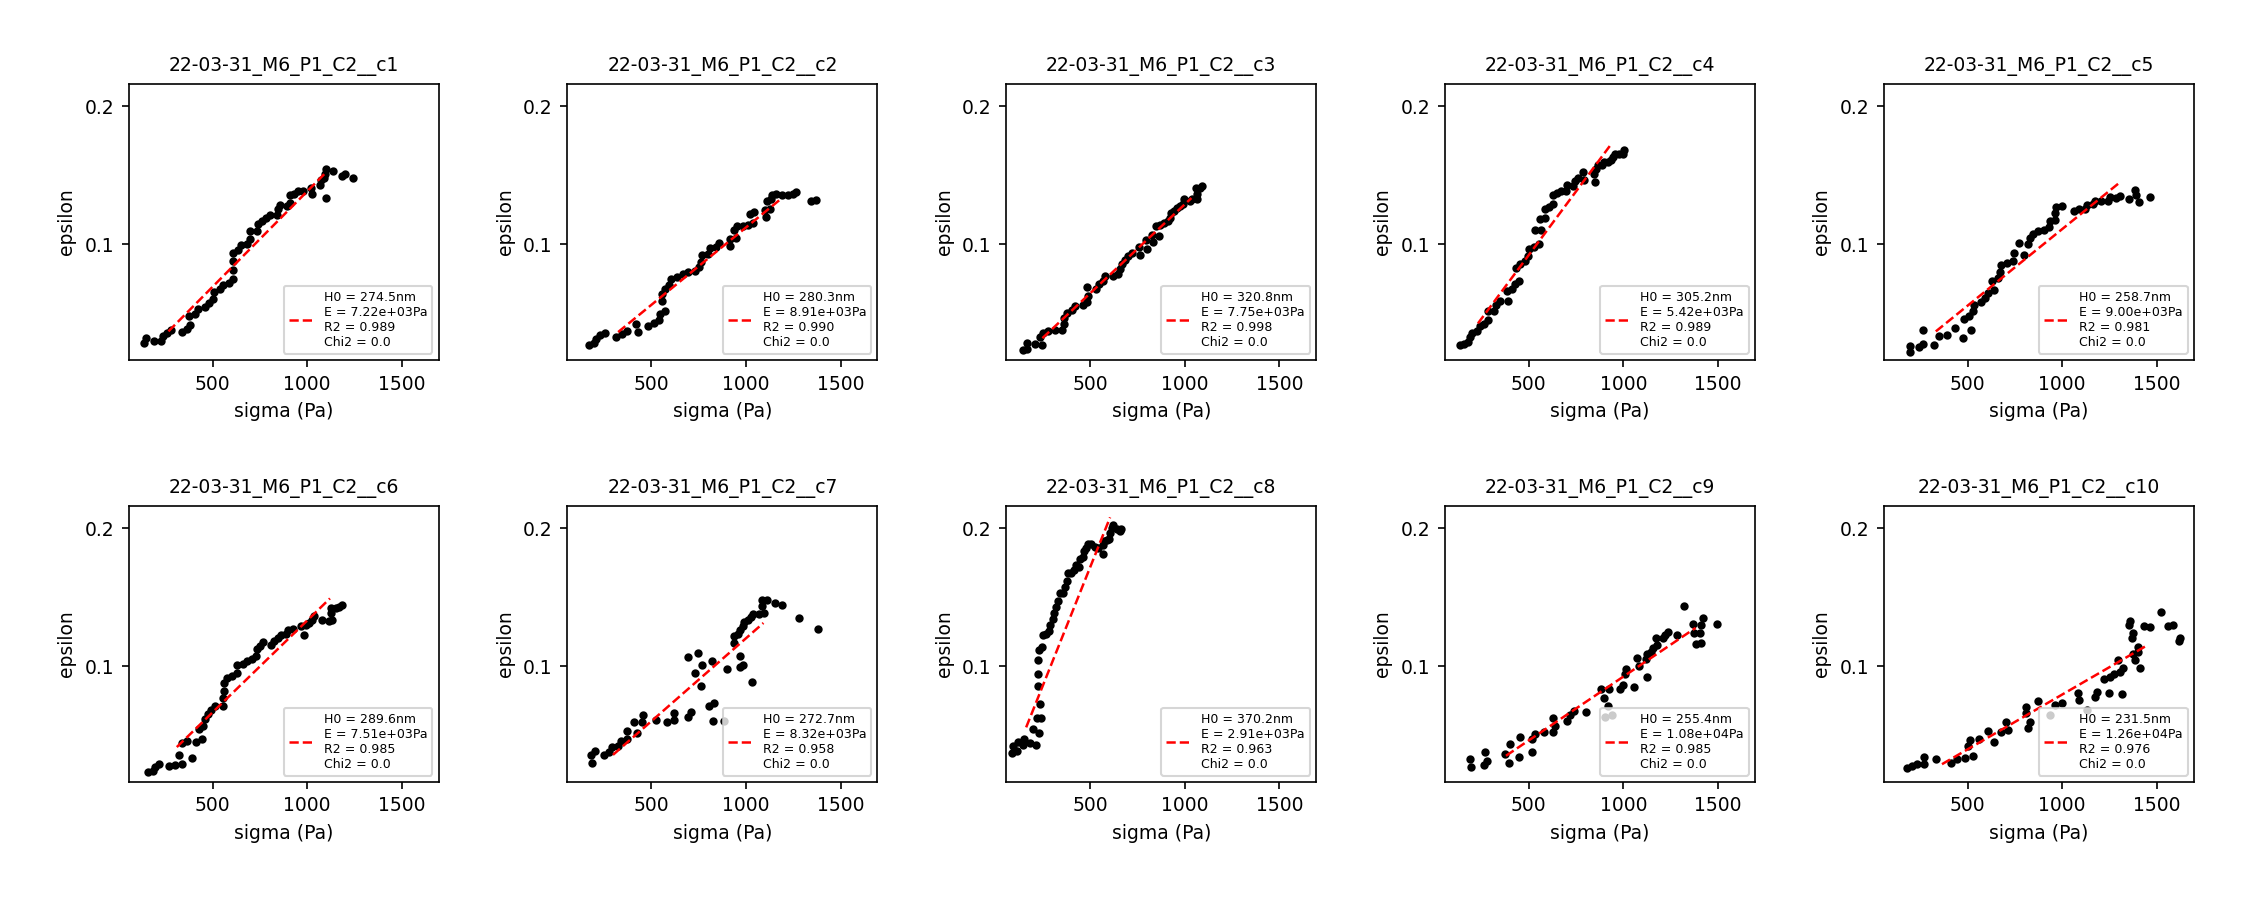 22-03-31_M6_P1_C2__c1
0.2
0.1
epsilon
500 1000 1500
sigma (Pa)
H0 = 274.5nm
E = 7.22e+03Pa
R2 = 0.989
Chi2 = 0.0
22-03-31_M6_P1_C2__c2
0.2
0.1
epsilon
500 1000 1500
sigma (Pa)
H0 = 280.3nm
E = 8.91e+03Pa
R2 = 0.990
Chi2 = 0.0
22-03-31_M6_P1_C2__c3
0.2
0.1
epsilon
500 1000 1500
sigma (Pa)
H0 = 320.8nm
E = 7.75e+03Pa
R2 = 0.998
Chi2 = 0.0
22-03-31_M6_P1_C2__c4
0.2
0.1
epsilon
500 1000 1500
sigma (Pa)
H0 = 305.2nm
E = 5.42e+03Pa
R2 = 0.989
Chi2 = 0.0
22-03-31_M6_P1_C2__c5
0.2
0.1
epsilon
500 1000 1500
sigma (Pa)
H0 = 258.7nm
E = 9.00e+03Pa
R2 = 0.981
Chi2 = 0.0
22-03-31_M6_P1_C2__c6
0.2
0.1
epsilon
500 1000 1500
sigma (Pa)
H0 = 289.6nm
E = 7.51e+03Pa
R2 = 0.985
Chi2 = 0.0
22-03-31_M6_P1_C2__c7
0.2
0.1
epsilon
500 1000 1500
sigma (Pa)
H0 = 272.7nm
E = 8.32e+03Pa
R2 = 0.958
Chi2 = 0.0
22-03-31_M6_P1_C2__c8
0.2
0.1
epsilon
500 1000 1500
sigma (Pa)
H0 = 370.2nm
E = 2.91e+03Pa
R2 = 0.963
Chi2 = 0.0
22-03-31_M6_P1_C2__c9
0.2
0.1
epsilon
500 1000 1500
sigma (Pa)
H0 = 255.4nm
E = 1.08e+04Pa
R2 = 0.985
Chi2 = 0.0
22-03-31_M6_P1_C2__c10
0.2
0.1
epsilon
500 1000 1500
sigma (Pa)
H0 = 231.5nm
E = 1.26e+04Pa
R2 = 0.976
Chi2 = 0.0